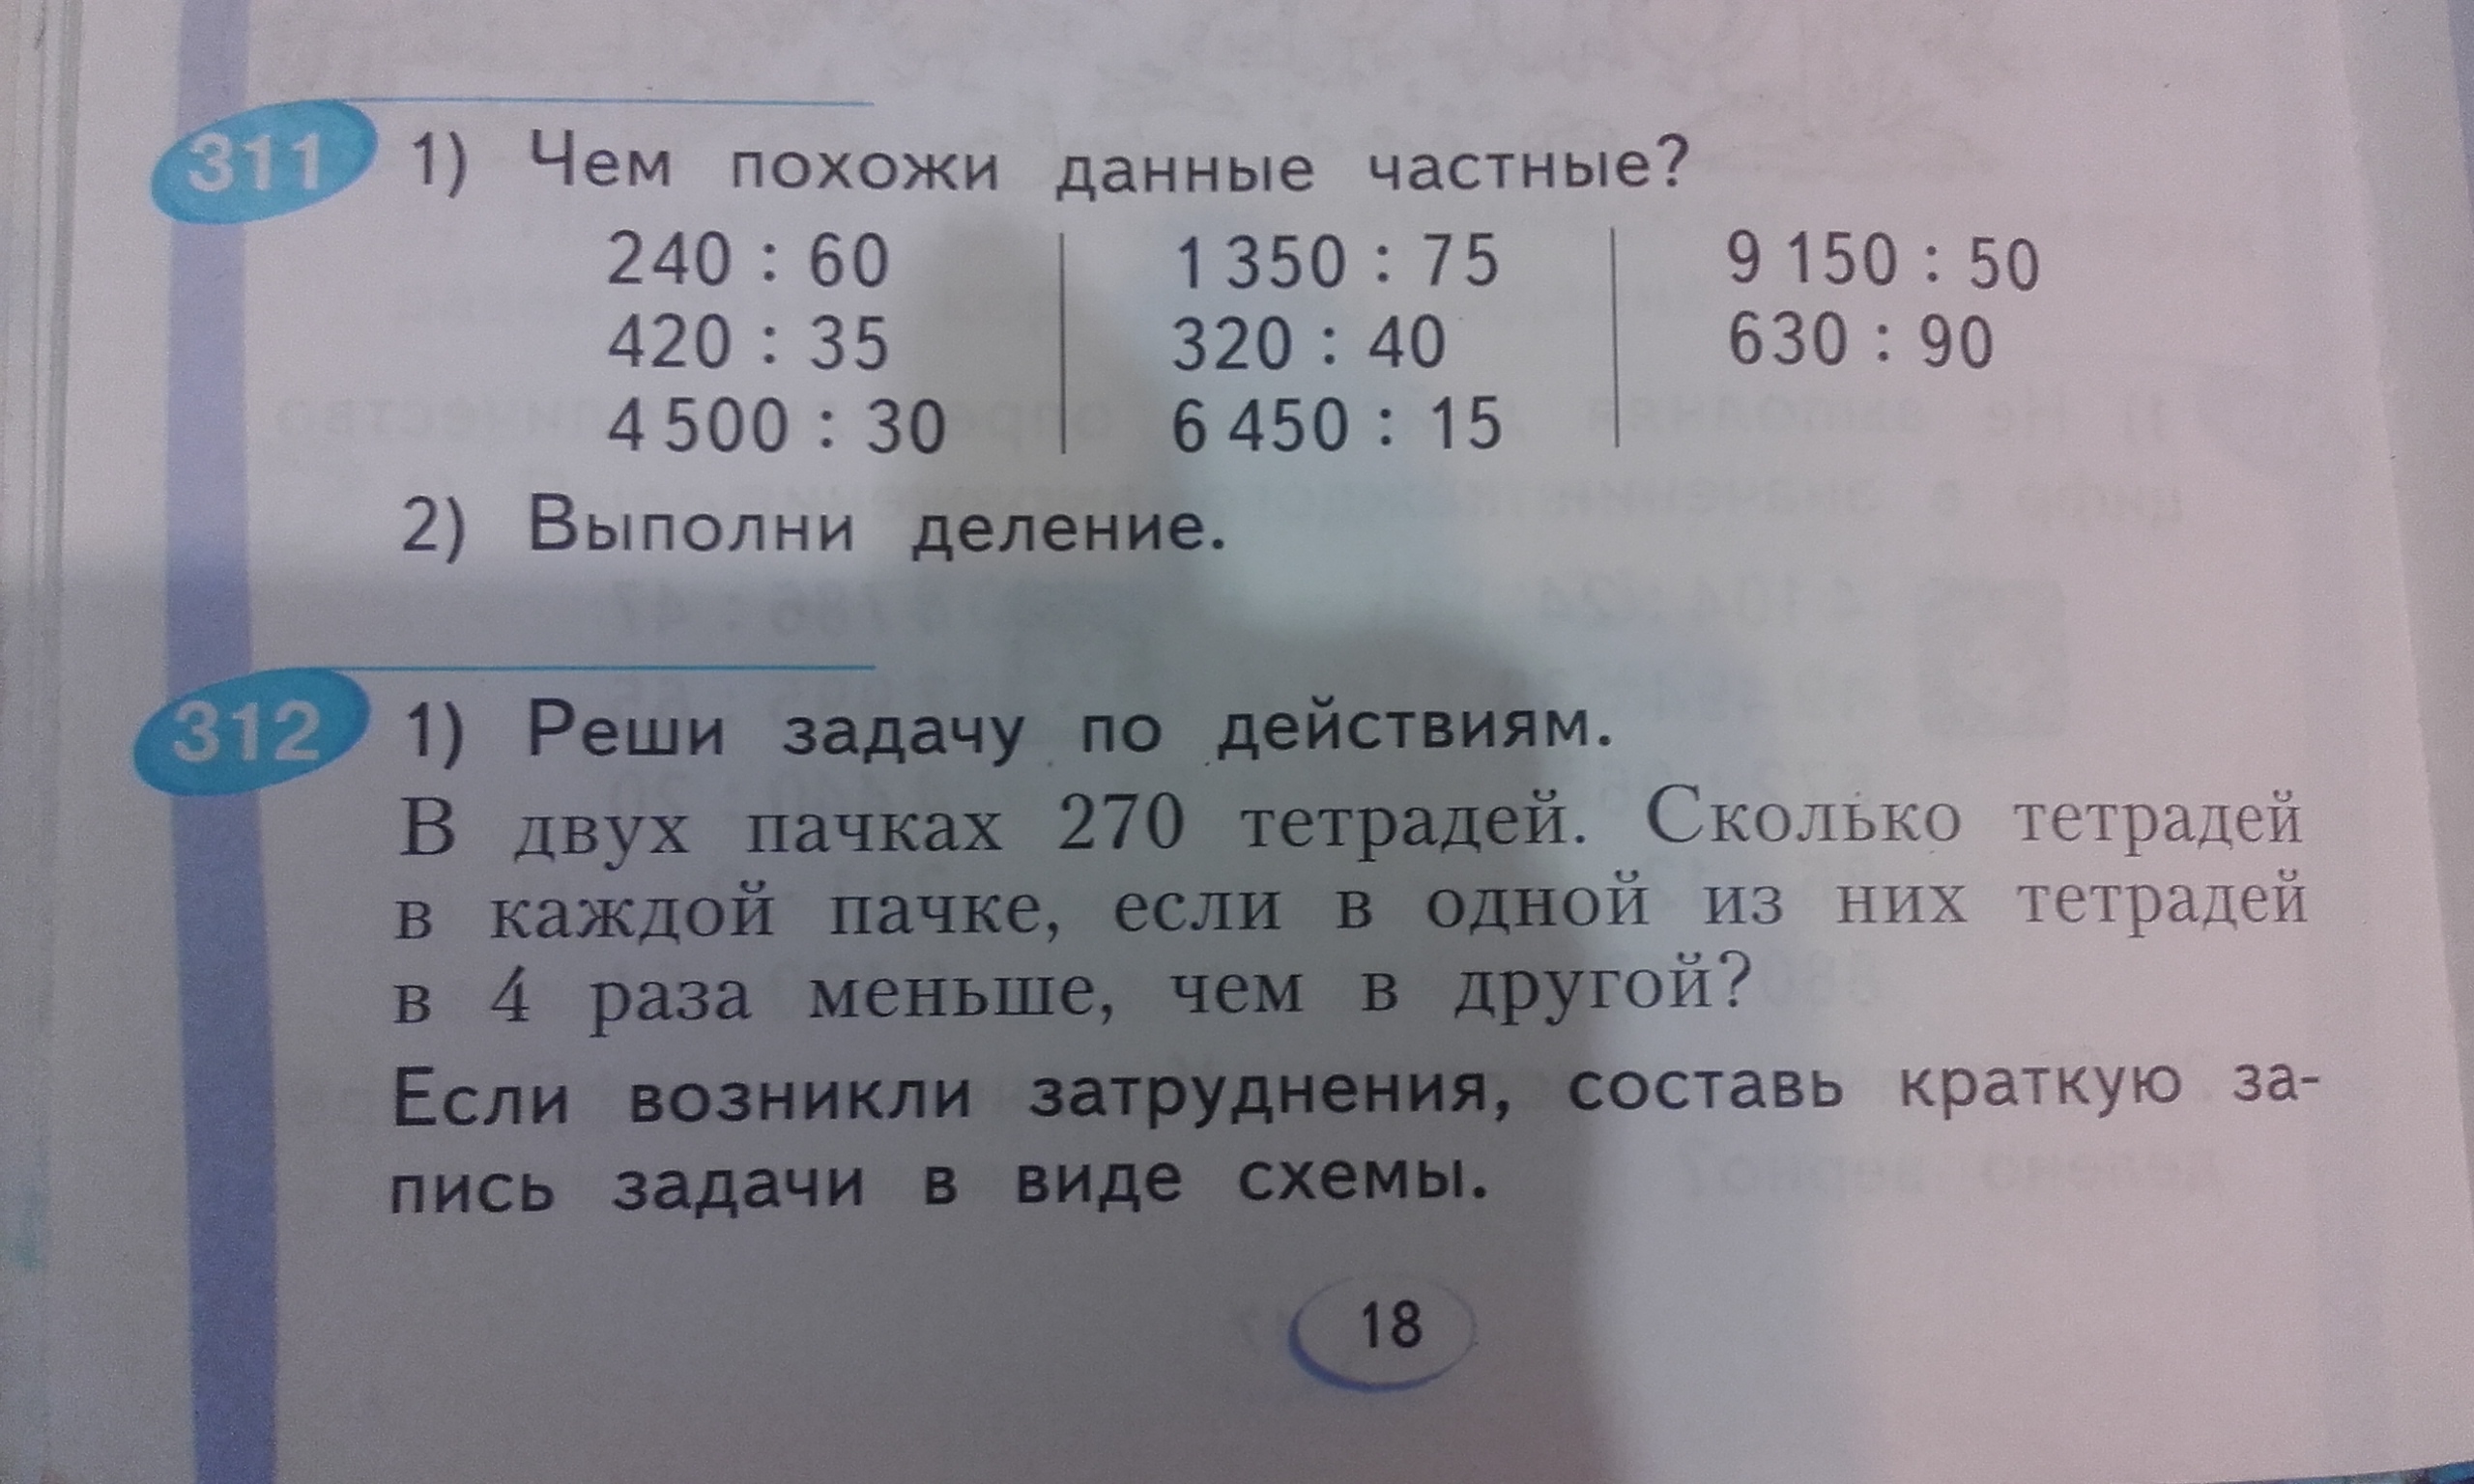 311 1) Чем похожи данные частные?
240 : 60 1 350 : 75 9 150 : 50
420 : 35 320 : 40 630 : 90
4 500 : 30 6 450 : 15
2) Выполни деление.
312 1) Реши задачу по действиям.
В двух пачках 270 тетрадей. Сколько тетрадей
в каждой пачке, если в одной из них тетрадей
в 4 раза меньше, чем в другой?
Если возникли затруднения, составь краткую за-
пись задачи в виде схемы.
18